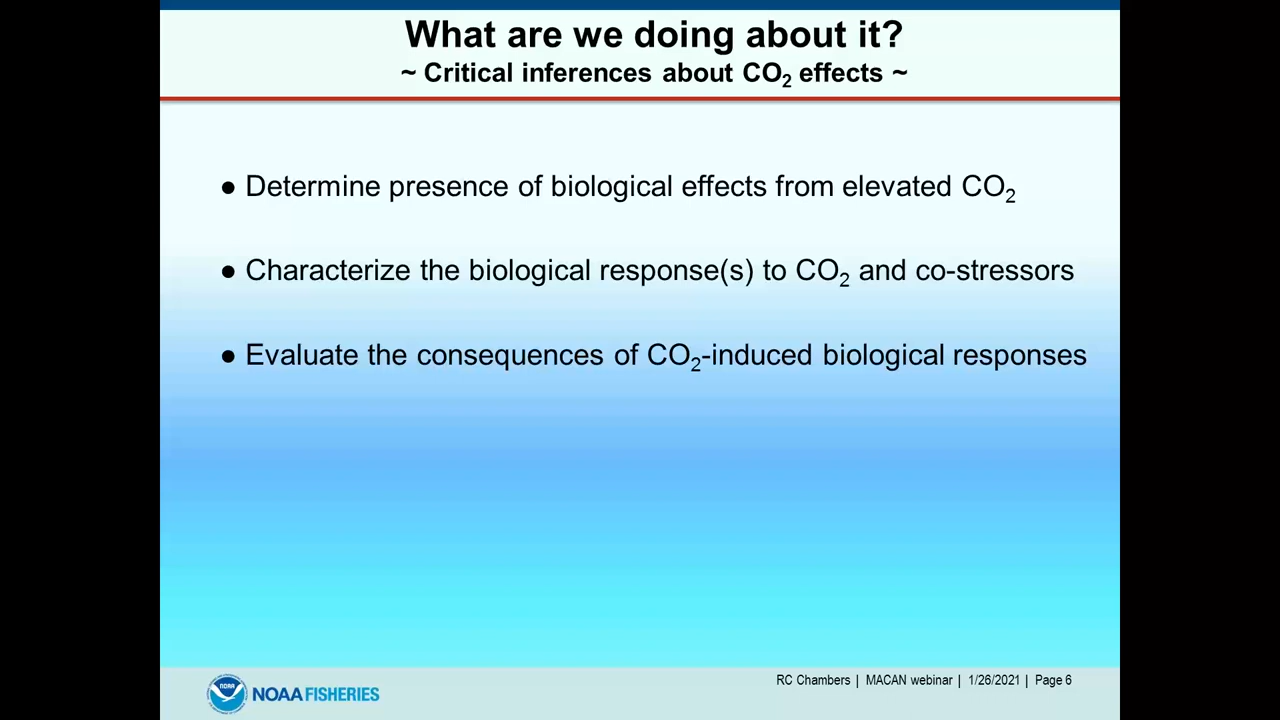 What are we doing about it?
~ Critical inferences about CO₂ effects ~
● Determine presence of biological effects from elevated CO₂
● Characterize the biological response(s) to CO₂ and co-stressors
● Evaluate the consequences of CO₂-induced biological responses
NOAA
NOAA FISHERIES
RC Chambers | MACAN webinar | 1/26/2021 | Page 6